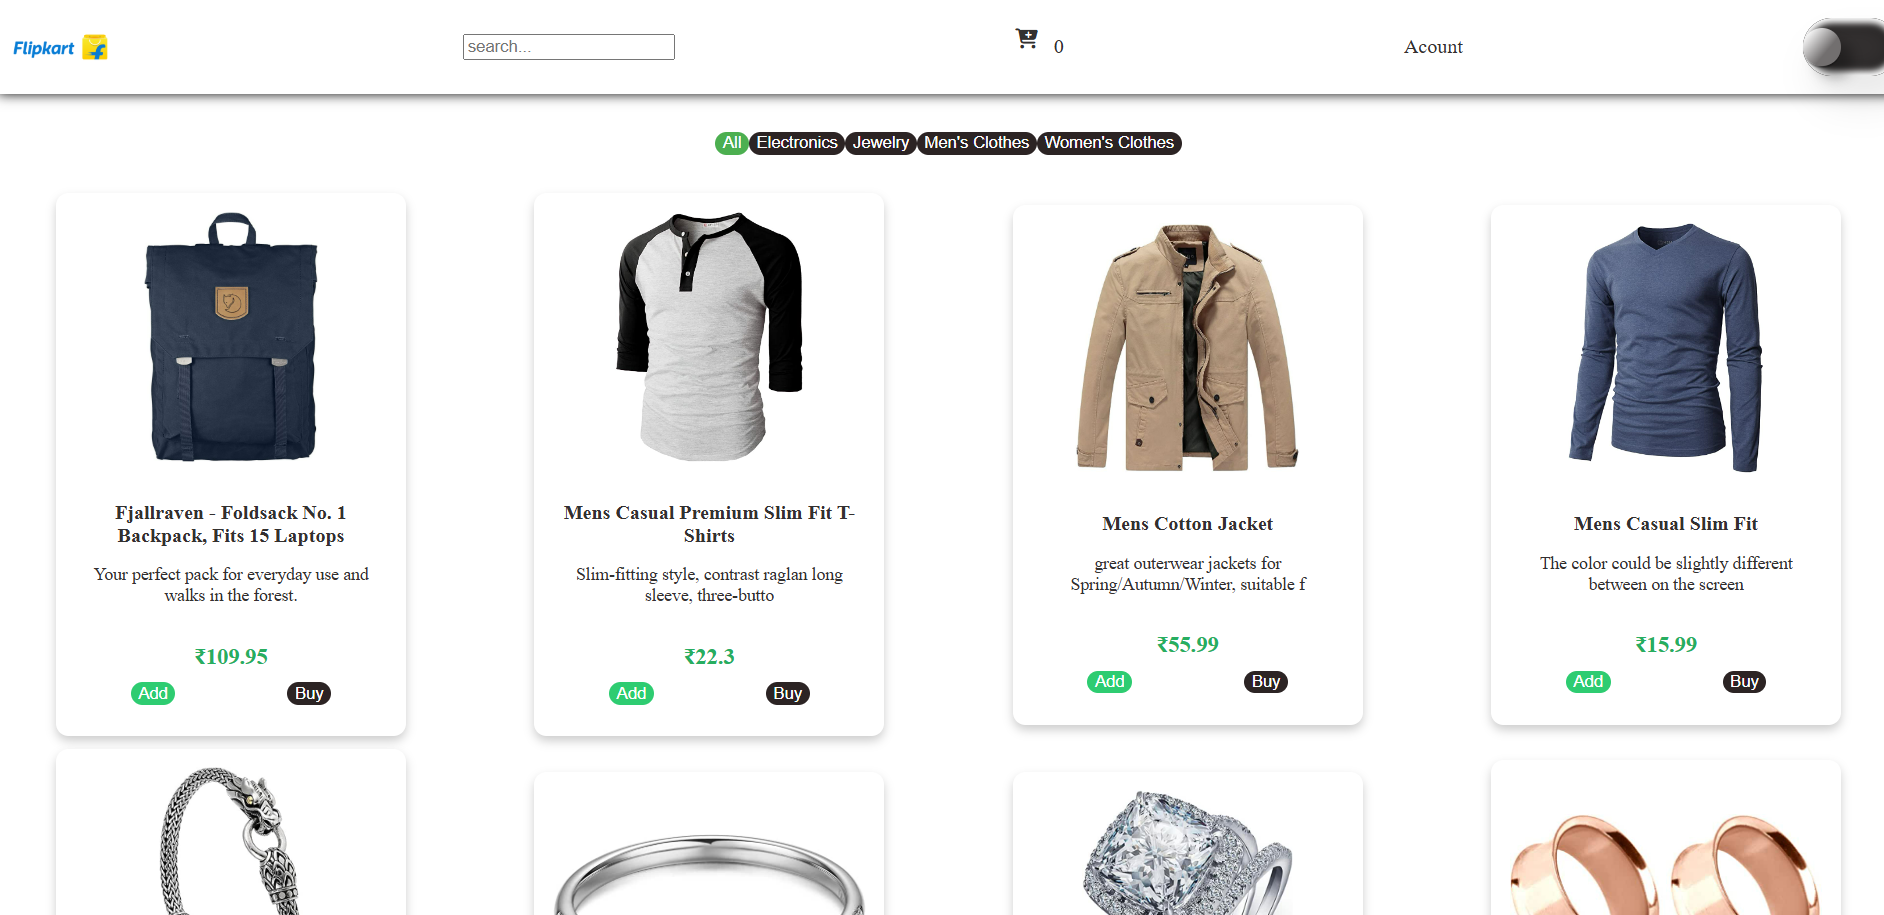 Flipkart
search...
0
Acount
All
Electronics
Jewelry
Men's Clothes
Women's Clothes
Fjallraven - Foldsack No. 1
Backpack, Fits 15 Laptops
Your perfect pack for everyday use and
walks in the forest.
₹109.95
Add
Buy
Mens Casual Premium Slim Fit T-
Shirts
Slim-fitting style, contrast raglan long
sleeve, three-butto
₹22.3
Add
Buy
Mens Cotton Jacket
great outerwear jackets for
Spring/Autumn/Winter, suitable f
₹55.99
Add
Buy
Mens Casual Slim Fit
The color could be slightly different
between on the screen
₹15.99
Add
Buy